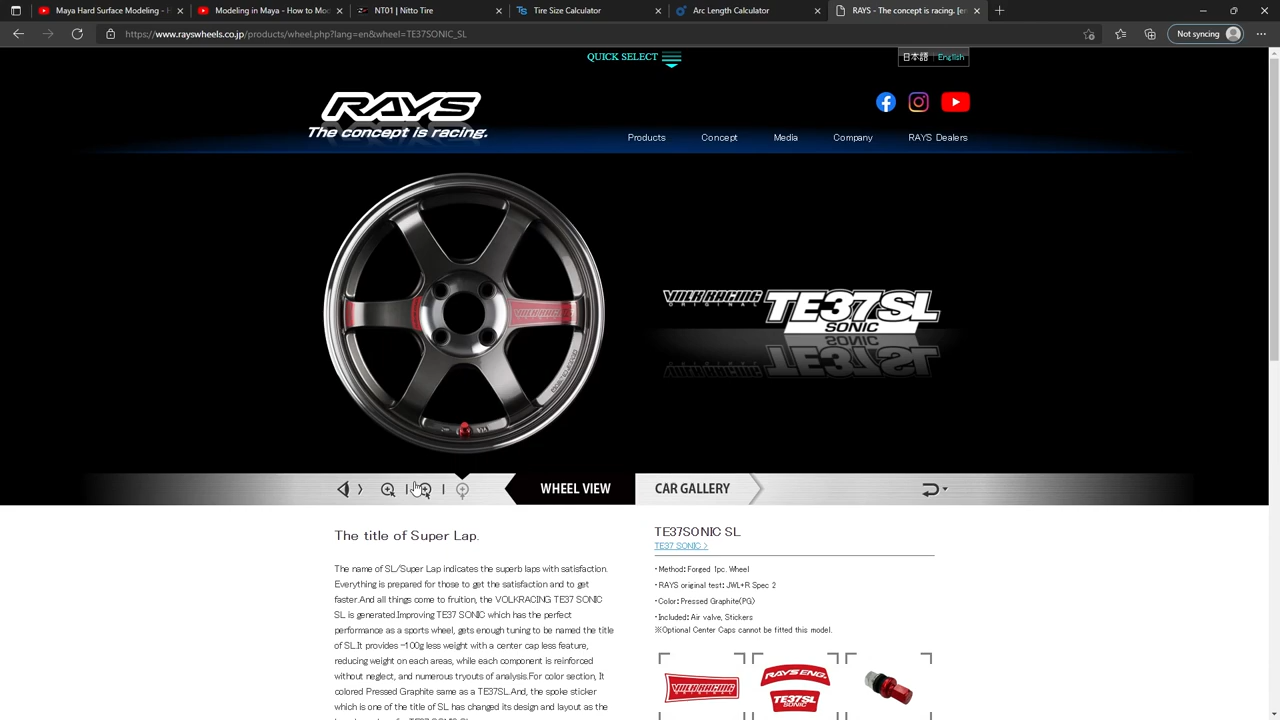 Maya Hard Surface Modeling - Y
Modeling in Maya - How to Mod
NT01 | Nitto Tire
Ts Tire Size Calculator
Arc Length Calculator
RAYS - The concept is racing.
https://www.rayswheels.co.jp/products/wheel.php?lang=en&wheel=TE37SONIC_SL
Not syncing
QUICK SELECT
日本語 | English
RAYS
The concept is racing.
Products
Concept
Media
Company
RAYS Dealers
VOLK RACING
ORIGINAL
TE37SL
SONIC
WHEEL VIEW
CAR GALLERY
The title of Super Lap.
The name of SL/Super Lap indicates the superb laps with satisfaction.
Everything is prepared for those to get the satisfaction and to get
faster.And all things come to fruition, the VOLKRACING TE37 SONIC
SL is generated.Improving TE37 SONIC which has the perfect
performance as a sports wheel, gets enough tuning to be named the title
of SL.It provides -100g less weight with a center cap less feature,
reducing weight on each areas, while each component is reinforced
without neglect, and numerous tryouts of analysis.For color section, It
colored Pressed Graphite same as a TE37SL.And, the spoke sticker
which is one of the title of SL has changed its design and layout as the
TE37SONIC SL
TE37 SONIC >
・Method: Forged 1pc. Wheel
・RAYS original test: JWL+R Spec 2
・Color: Pressed Graphite(PG)
・Included: Air valve, Stickers
※Optional Center Caps cannot be fitted this model.
VOLK RACING
ORIGINAL
RAYS ENG.
TE37SL
SONIC